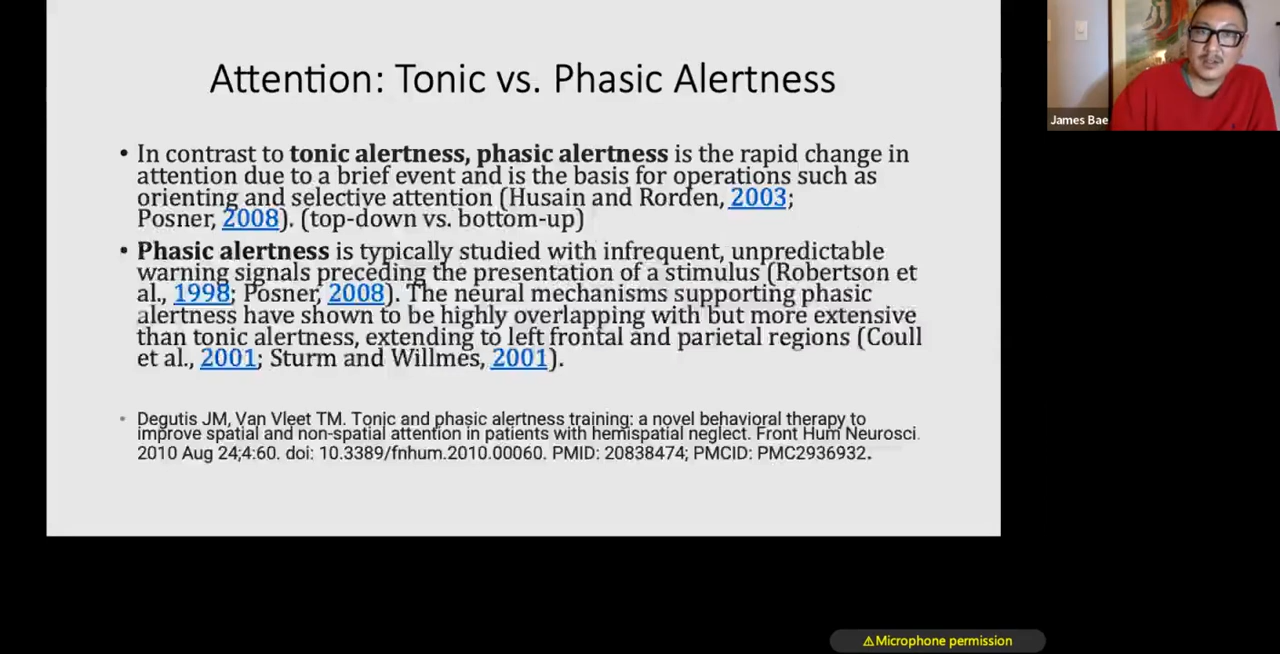 Attention: Tonic vs. Phasic Alertness
• In contrast to tonic alertness, phasic alertness is the rapid change in
attention due to a brief event and is the basis for operations such as
orienting and selective attention (Husain and Rorden, 2003;
Posner, 2008). (top-down vs. bottom-up)
• Phasic alertness is typically studied with infrequent, unpredictable
warning signals preceding the presentation of a stimulus (Robertson et
al., 1998; Posner, 2008). The neural mechanisms supporting phasic
alertness have shown to be highly overlapping with but more extensive
than tonic alertness, extending to left frontal and parietal regions (Coull
et al., 2001; Sturm and Willmes, 2001).
• Degutis JM, Van Vleet TM. Tonic and phasic alertness training: a novel behavioral therapy to
improve spatial and non-spatial attention in patients with hemispatial neglect. Front Hum Neurosci.
2010 Aug 24;4:60. doi: 10.3389/fnhum.2010.00060. PMID: 20838474; PMCID: PMC2936932.
James Bae
⚠Microphone permission